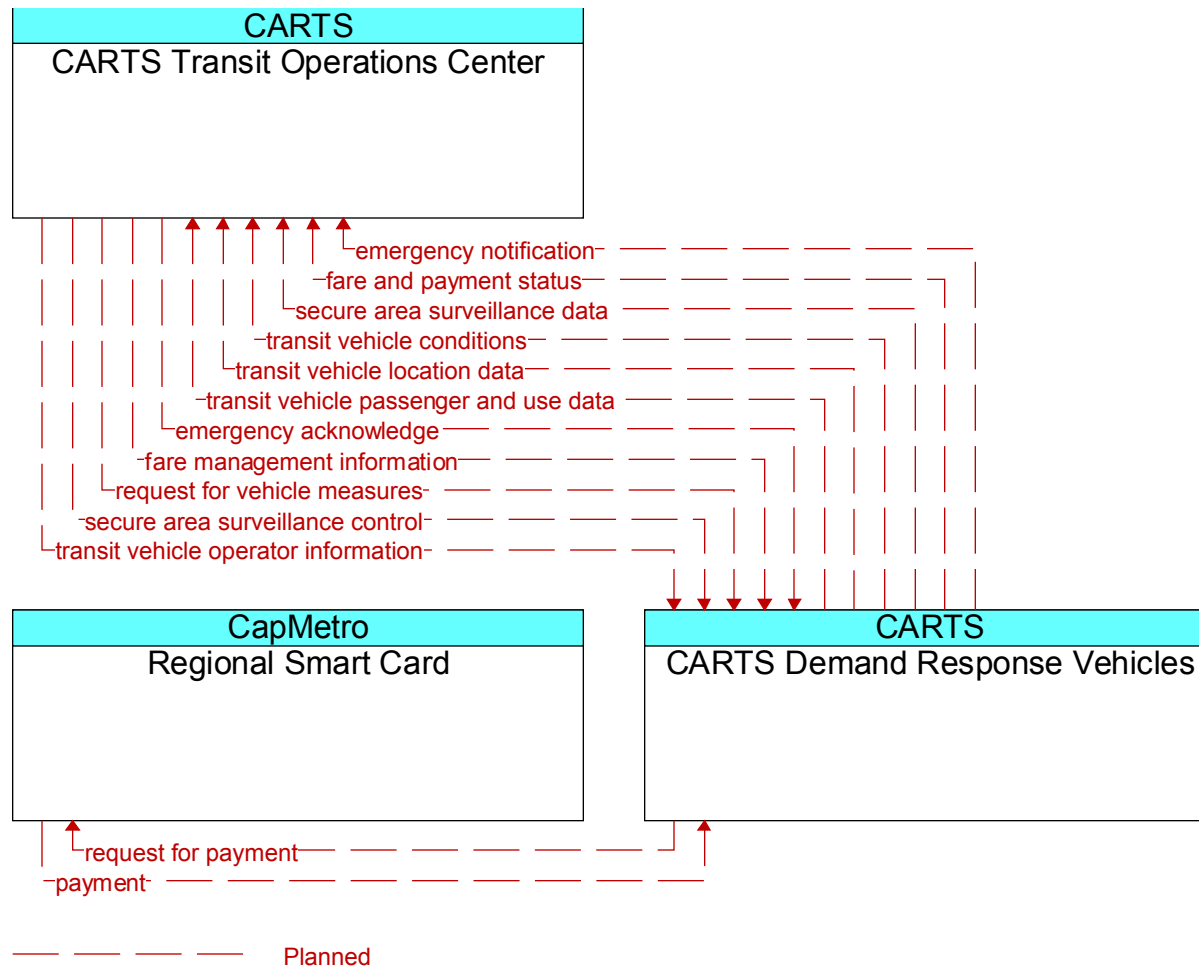 CARTS
CARTS Transit Operations Center
emergency notification
fare and payment status
secure area surveillance data
transit vehicle conditions
transit vehicle location data
transit vehicle passenger and use data
emergency acknowledge
fare management information
request for vehicle measures
secure area surveillance control
transit vehicle operator information
CapMetro
Regional Smart Card
CARTS
CARTS Demand Response Vehicles
request for payment
payment
Planned